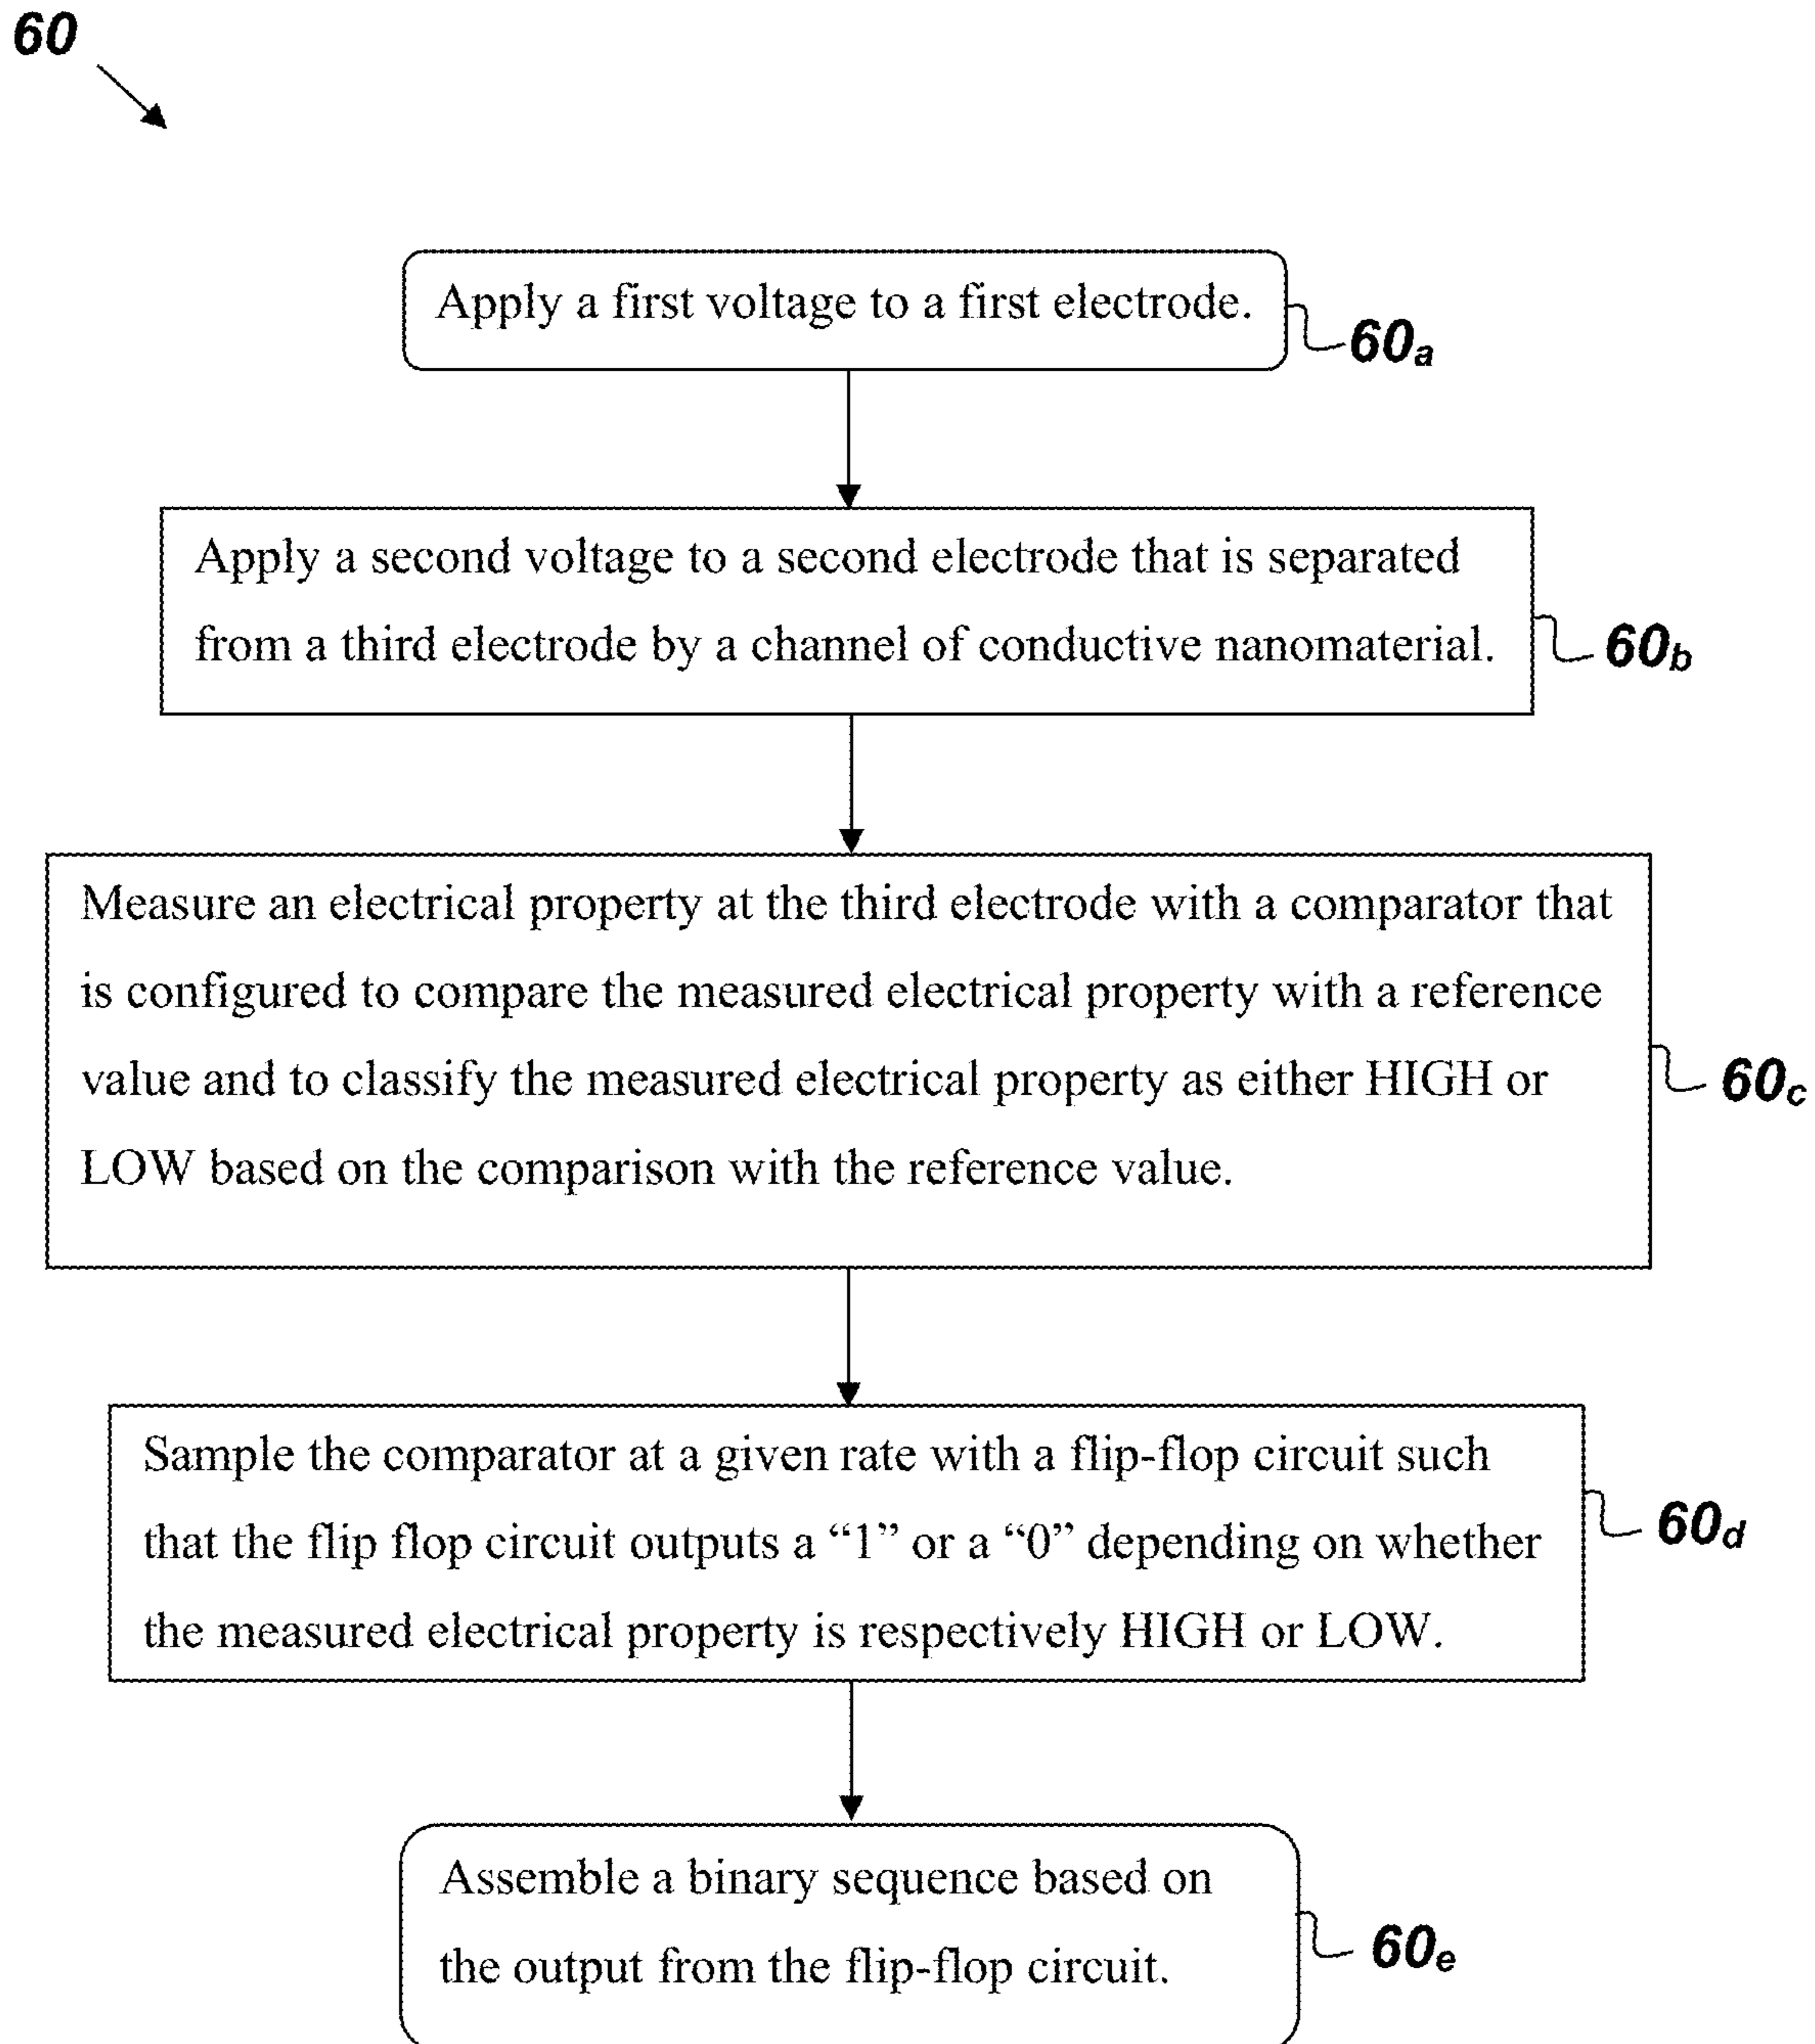 60
Apply a first voltage to a first electrode.
60a
Apply a second voltage to a second electrode that is separated
from a third electrode by a channel of conductive nanomaterial.
60b
Measure an electrical property at the third electrode with a comparator that
is configured to compare the measured electrical property with a reference
value and to classify the measured electrical property as either HIGH or
LOW based on the comparison with the reference value.
60c
Sample the comparator at a given rate with a flip-flop circuit such
that the flip flop circuit outputs a “1” or a “0” depending on whether
the measured electrical property is respectively HIGH or LOW.
60d
Assemble a binary sequence based on
the output from the flip-flop circuit.
60e